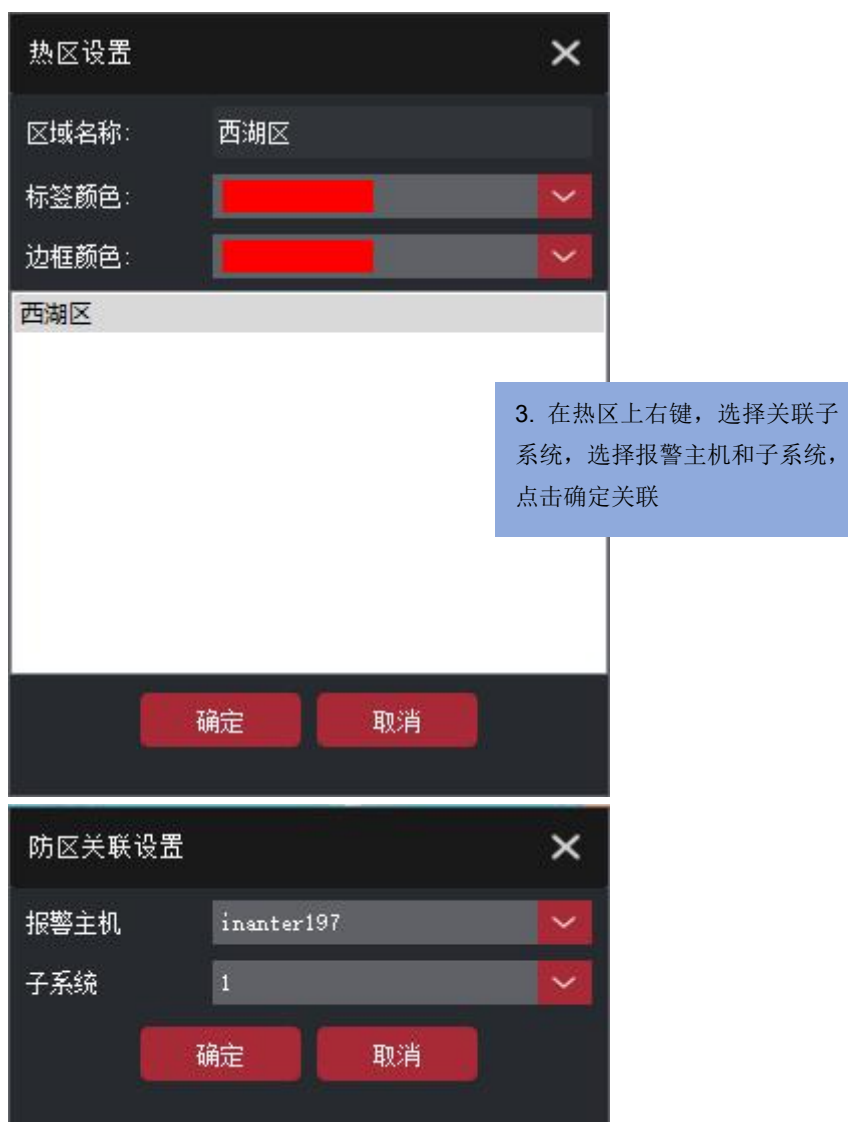 热区设置
区域名称: 西湖区
标签颜色:
边框颜色:
西湖区
3. 在热区上右键，选择关联子
系统，选择报警主机和子系统，
点击确定关联
确定 取消
防区关联设置
报警主机 inanter197
子系统 1
确定 取消